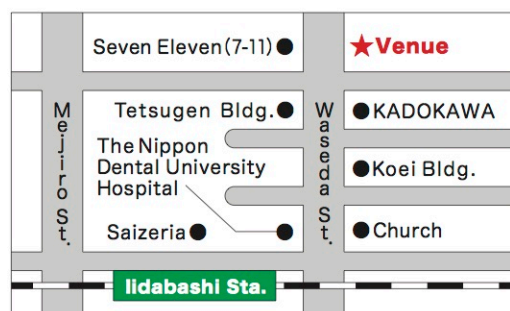 Seven Eleven (7-11)
★Venue
Mejiro St.
Tetsugen Bldg.
Waseda St.
KADOKAWA
The Nippon
Dental University
Hospital
Koei Bldg.
Saizeria
Church
Iidabashi Sta.